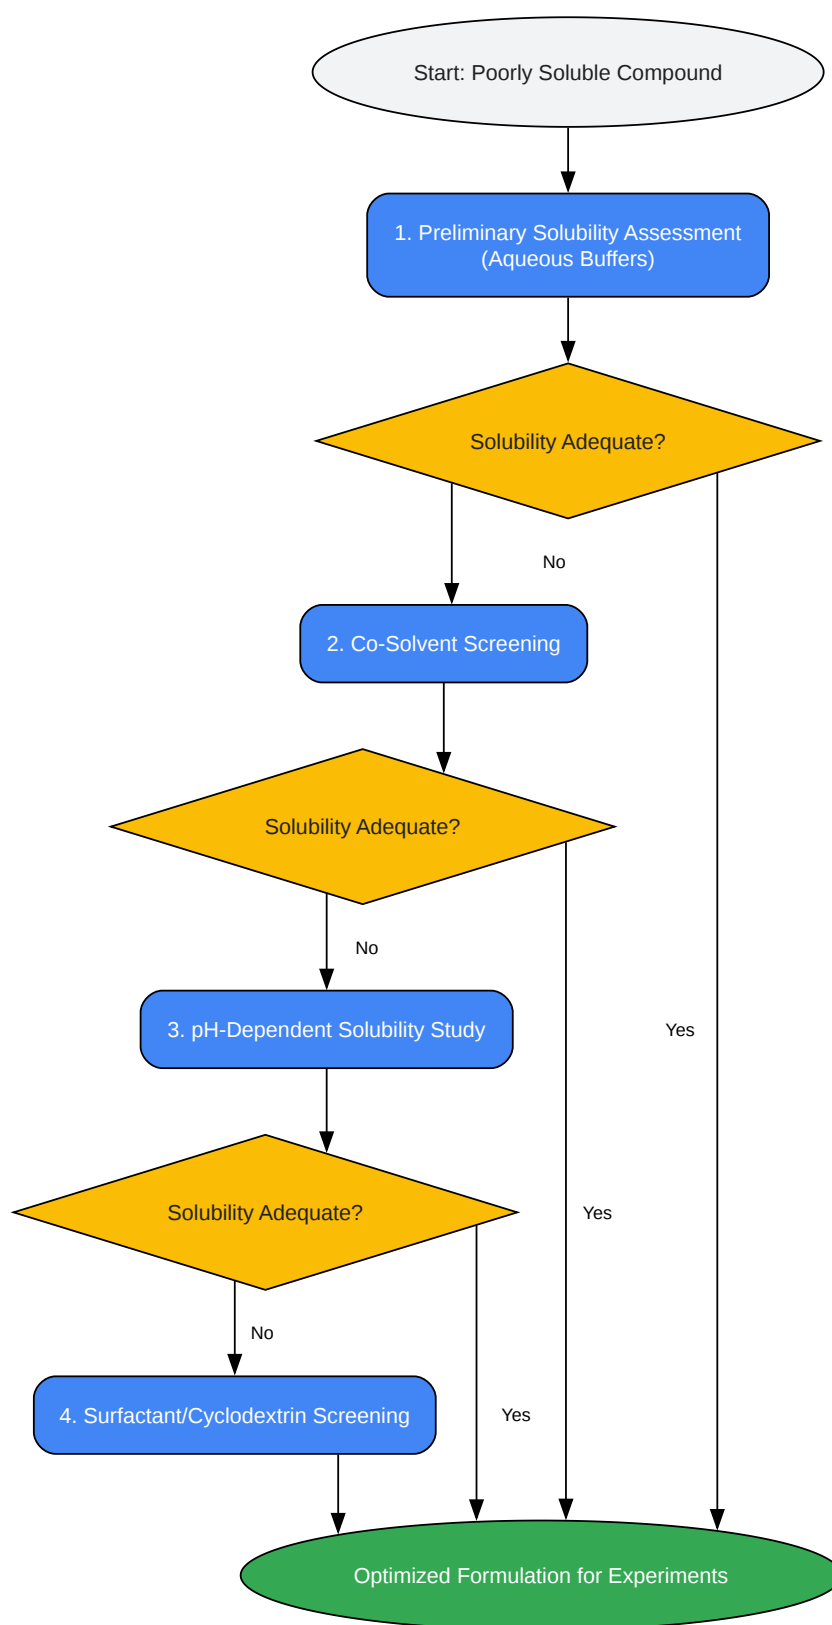 Start: Poorly Soluble Compound
1. Preliminary Solubility Assessment
(Aqueous Buffers)
Solubility Adequate?
No
2. Co-Solvent Screening
Solubility Adequate?
No
3. pH-Dependent Solubility Study
Yes
Solubility Adequate?
Yes
No
4. Surfactant/Cyclodextrin Screening
Yes
Optimized Formulation for Experiments